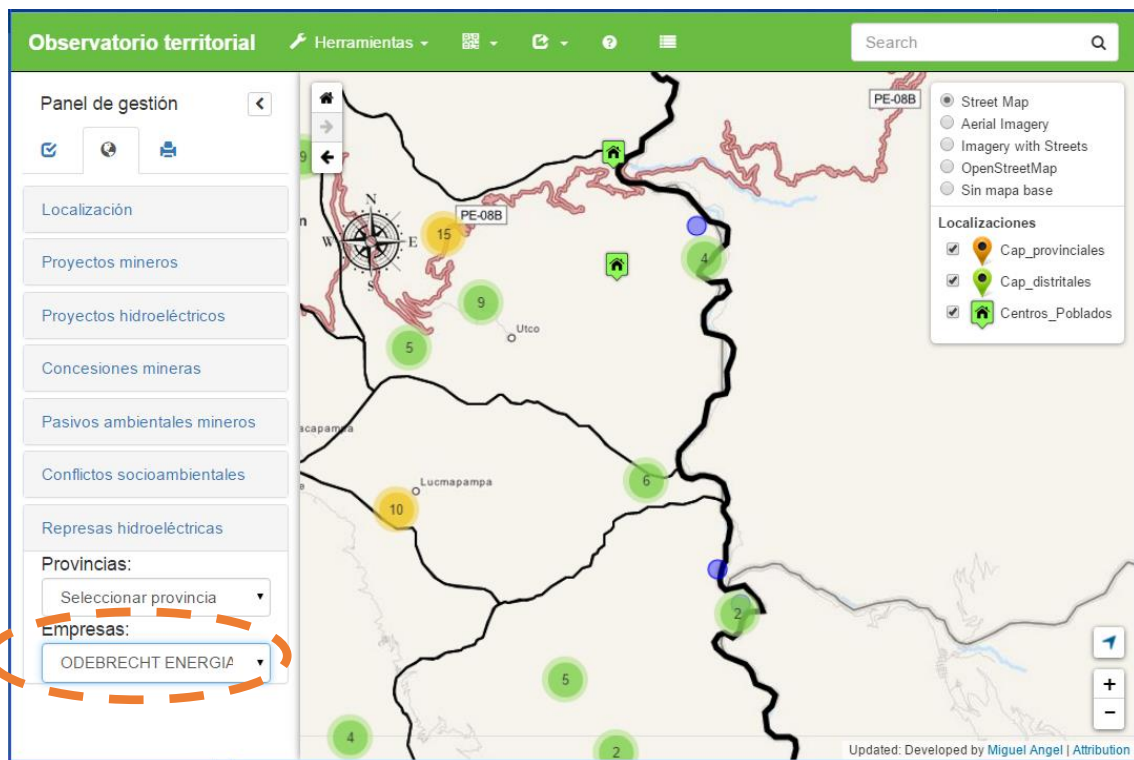 Observatorio territorial
Herramientas
Search
Panel de gestión
Localización
Proyectos mineros
Proyectos hidroeléctricos
Concesiones mineras
Pasivos ambientales mineros
Conflictos socioambientales
Represas hidroeléctricas
Provincias:
Seleccionar provincia
Empresas:
ODEBRECHT ENERGIA
PE-08B
9
N
W
E
S
15
PE-08B
4
9
Utco
5
Lucmapampa
6
10
2
5
4
2
Street Map
Aerial Imagery
Imagery with Streets
OpenStreetMap
Sin mapa base
Localizaciones
Cap_provinciales
Cap_distritales
Centros_Poblados
+
−
Updated: Developed by Miguel Angel | Attribution